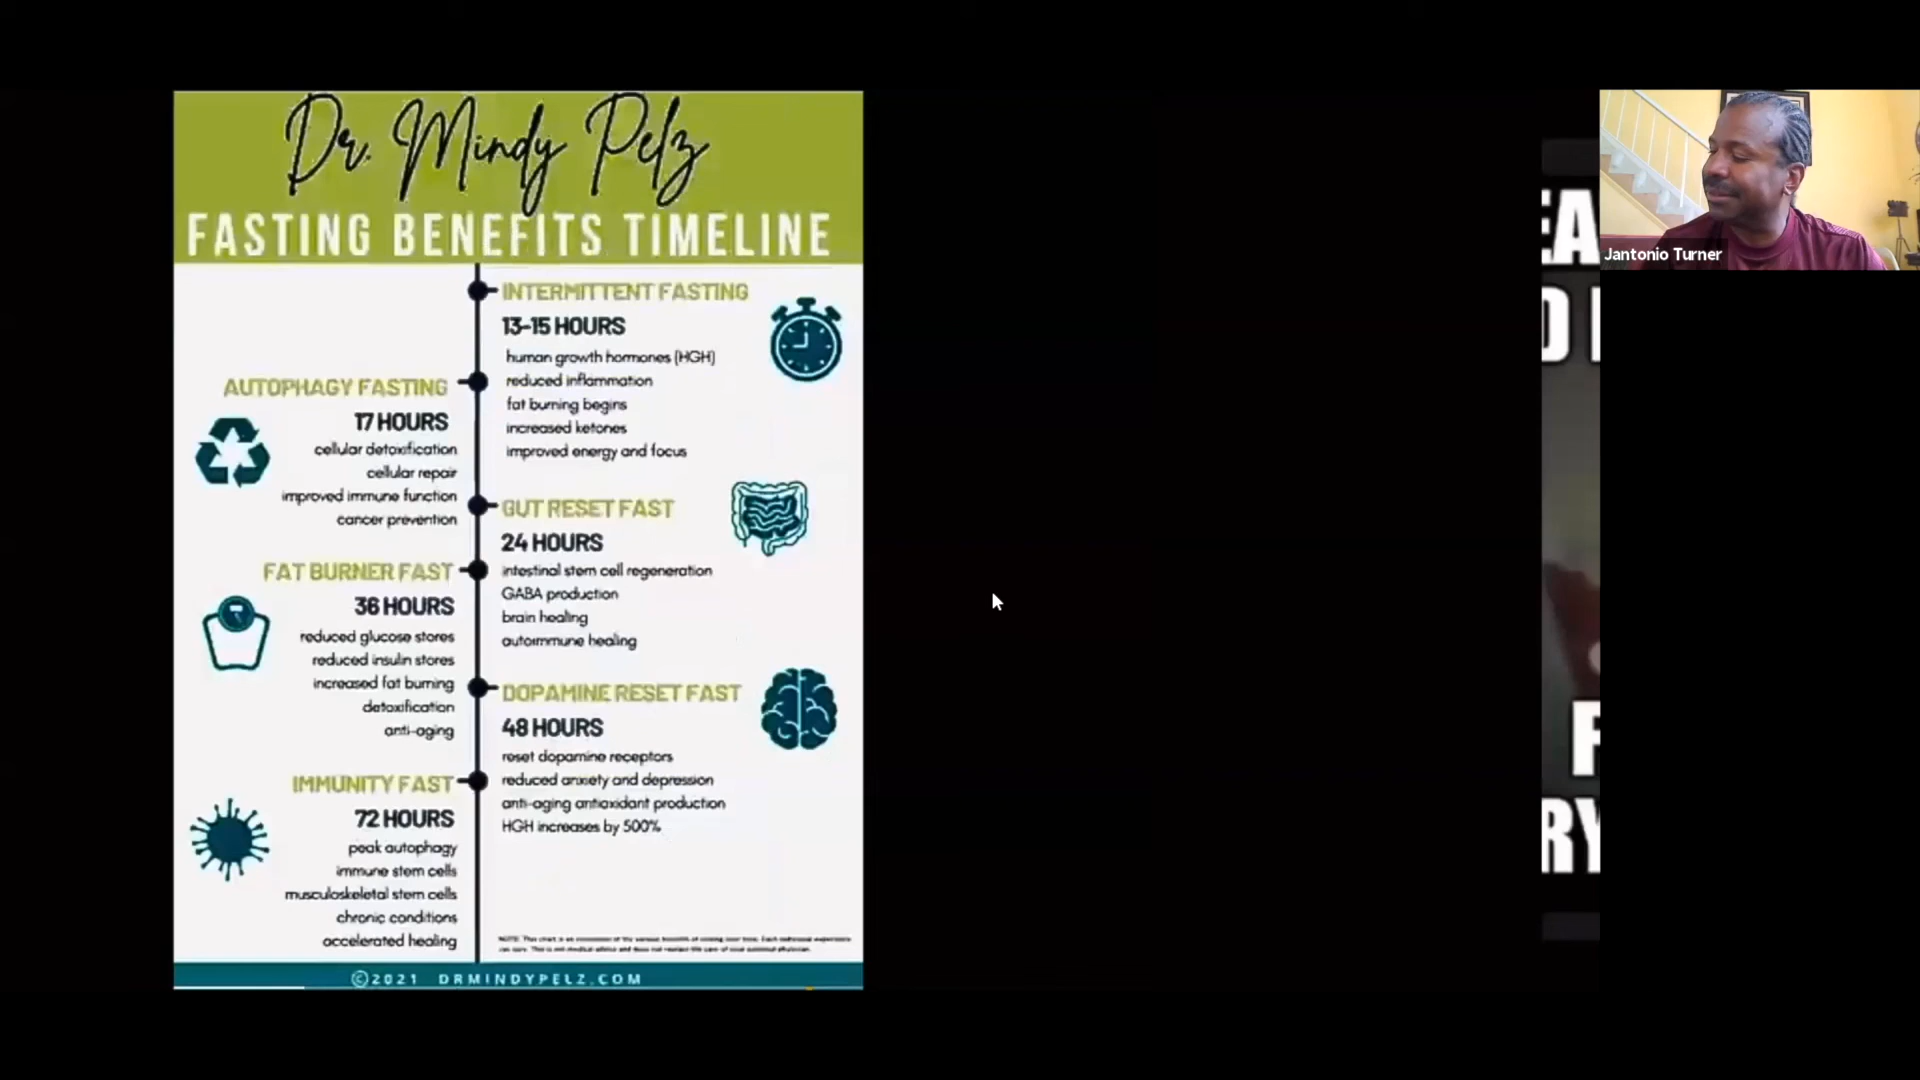 Dr. Mindy Pelz
FASTING BENEFITS TIMELINE
INTERMITTENT FASTING
13-15 HOURS
human growth hormones (HGH)
reduced inflammation
fat burning begins
increased ketones
improved energy and focus
AUTOPHAGY FASTING
17 HOURS
cellular detoxification
cellular repair
improved immune function
cancer prevention
GUT RESET FAST
24 HOURS
intestinal stem cell regeneration
GABA production
brain healing
autoimmune healing
FAT BURNER FAST
36 HOURS
reduced glucose stores
reduced insulin stores
increased fat burning
detoxification
anti-aging
DOPAMINE RESET FAST
48 HOURS
reset dopamine receptors
reduced anxiety and depression
anti-aging antioxidant production
HGH increases by 500%
IMMUNITY FAST
72 HOURS
peak autophagy
immune stem cells
musculoskeletal stem cells
chronic conditions
accelerated healing
©2021 DRMINDYPELZ.COM
Jantonio Turner